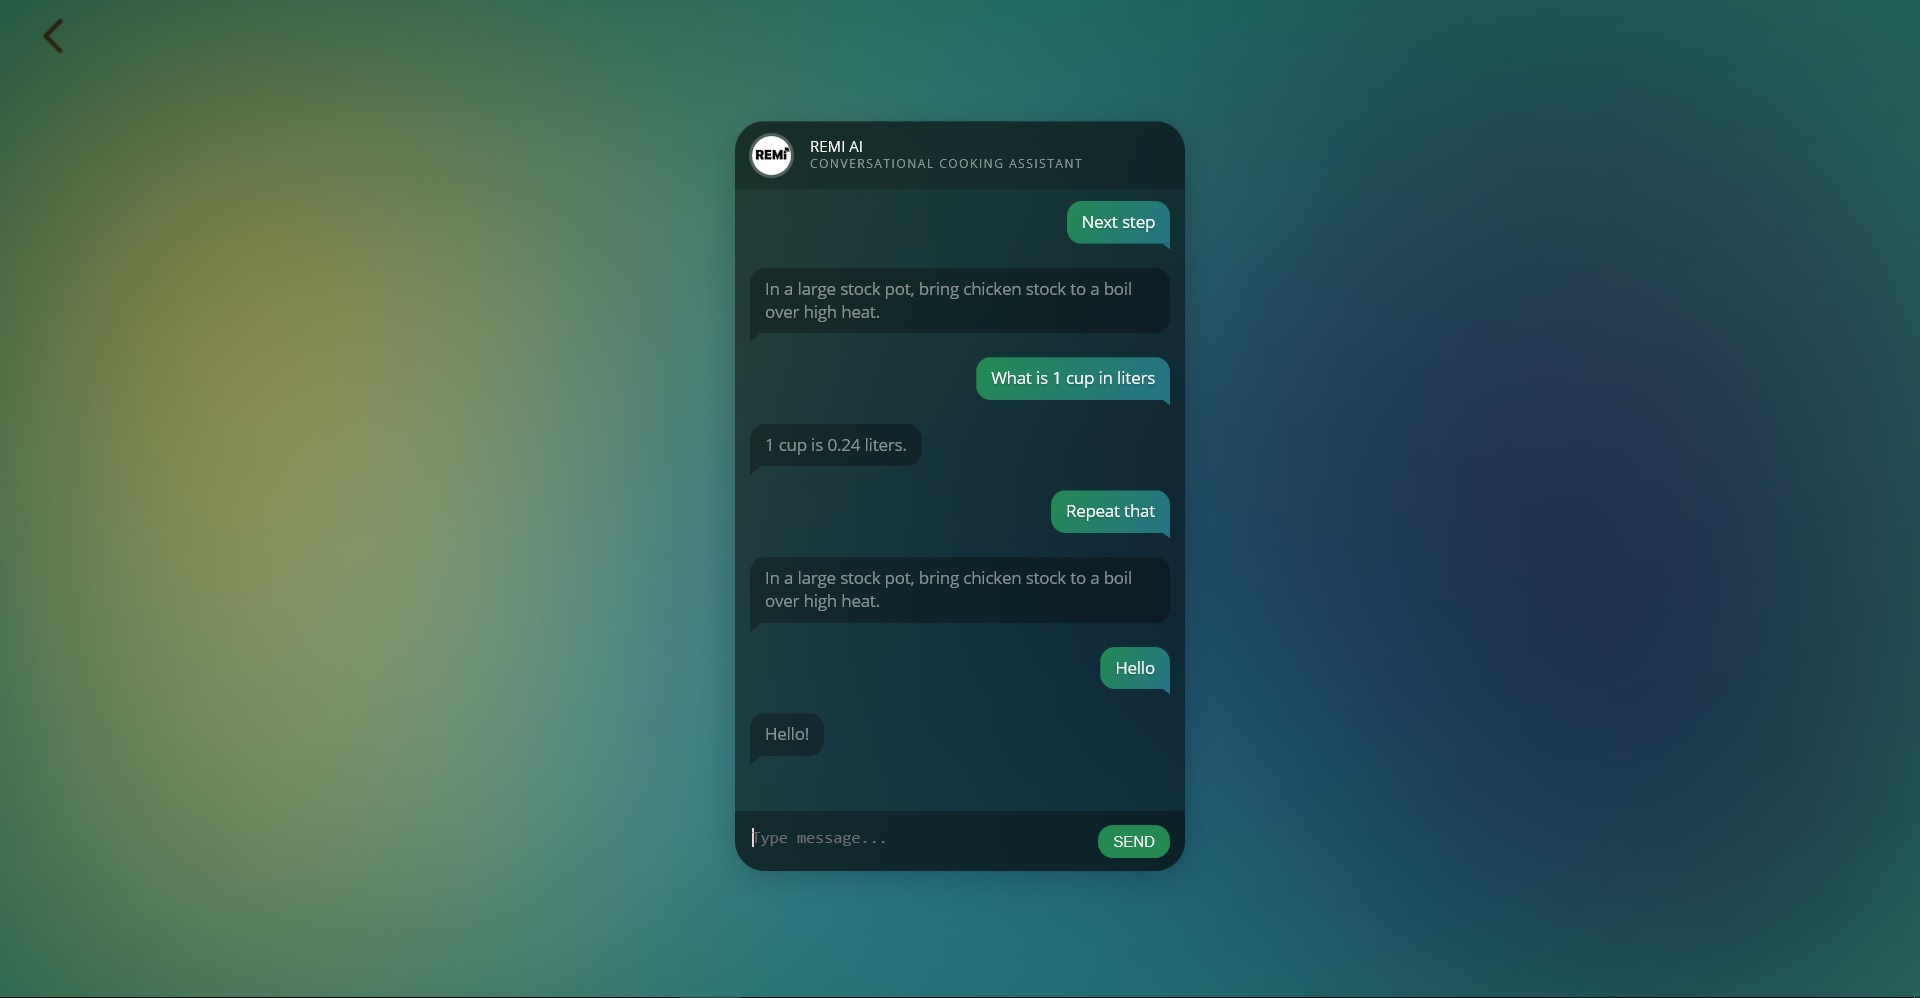 REMi
REMI AI
CONVERSATIONAL COOKING ASSISTANT
Next step
In a large stock pot, bring chicken stock to a boil
over high heat.
What is 1 cup in liters
1 cup is 0.24 liters.
Repeat that
In a large stock pot, bring chicken stock to a boil
over high heat.
Hello
Hello!
Type message...
SEND